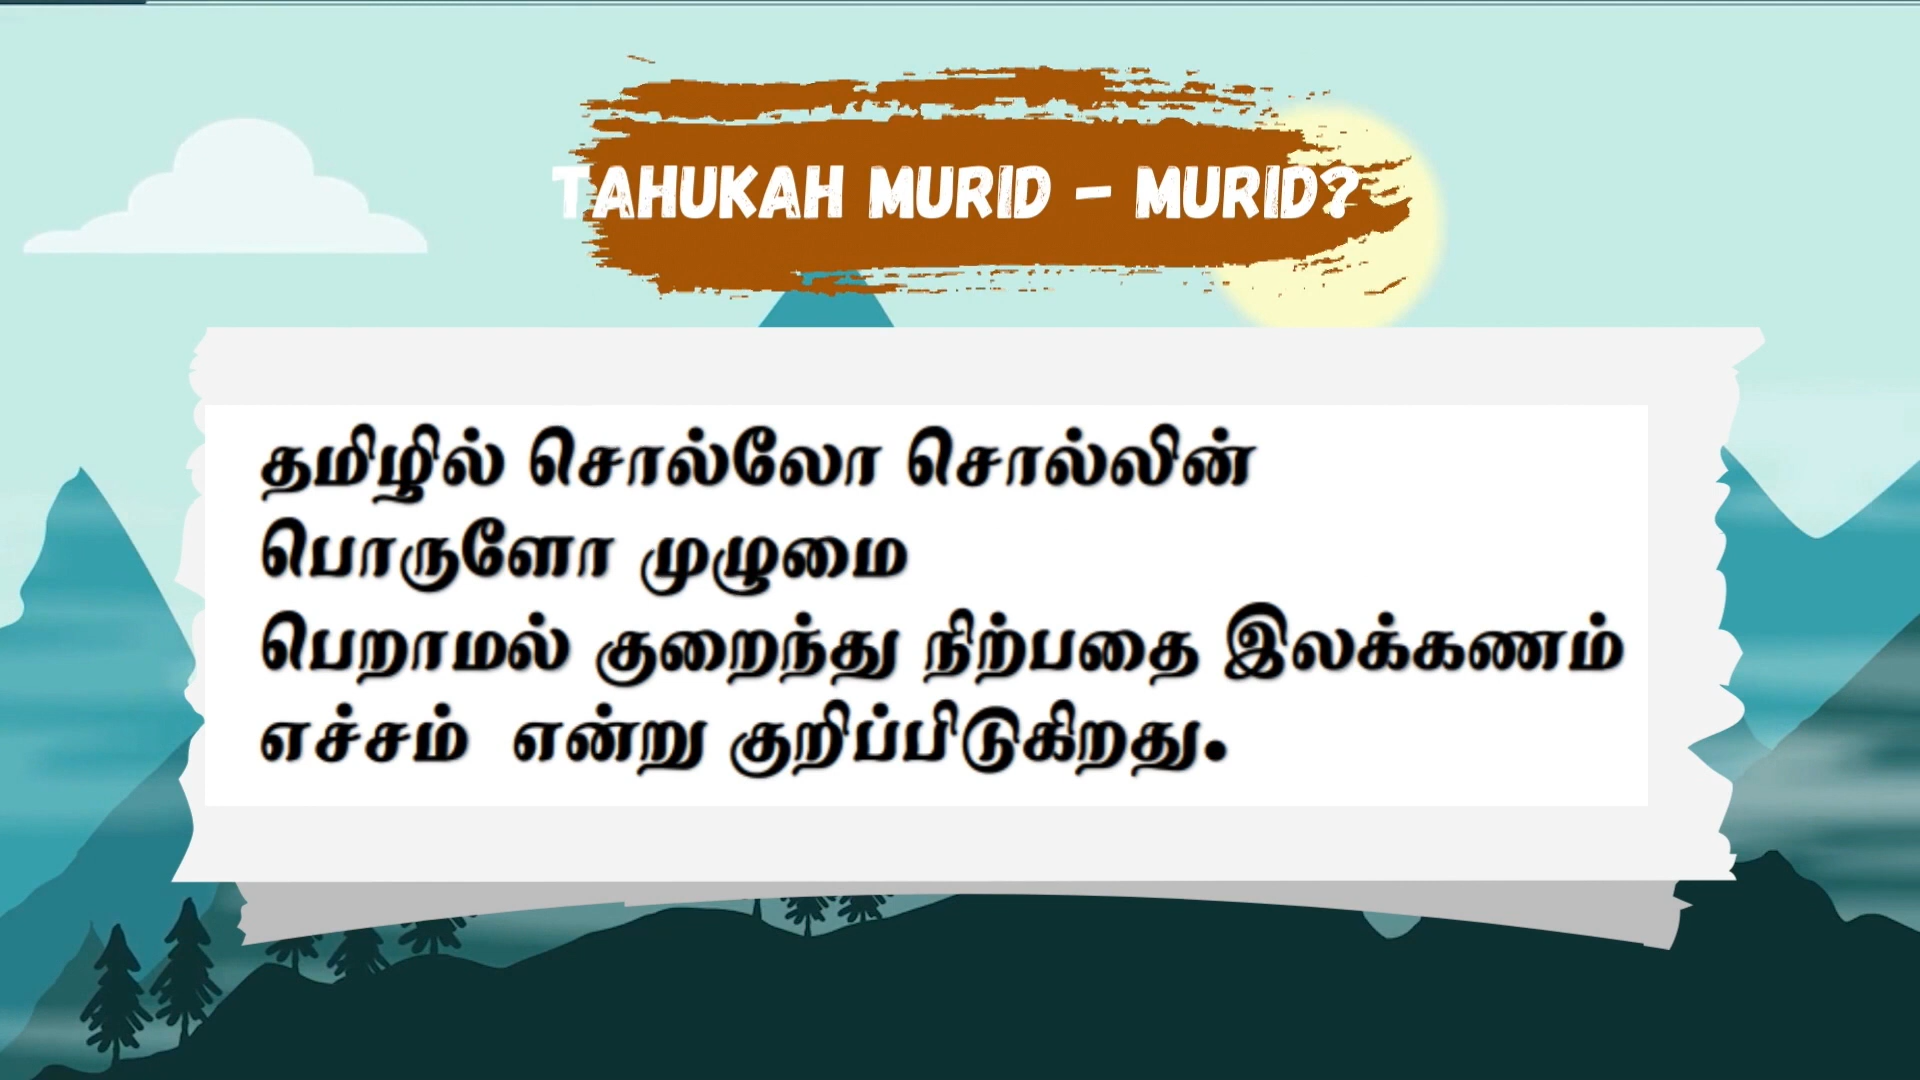 TAHUKAH MURID - MURID?
தமிழில் சொல்லோ சொல்லின்
பொருளோ முழுமை
பெறாமல் குறைந்து நிற்பதை இலக்கணம்
எச்சம் என்று குறிப்பிடுகிறது.